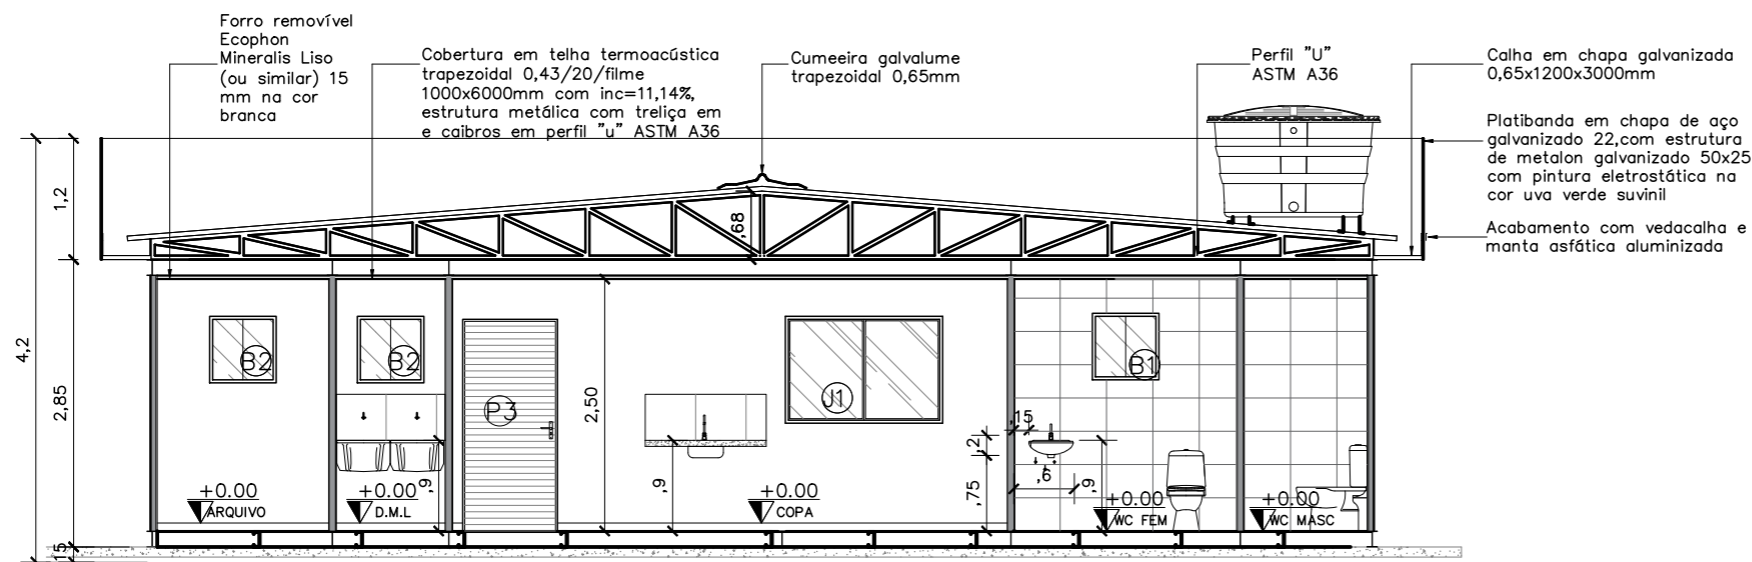 Forro removível
Ecophon
Mineralis Liso
(ou similar) 15
mm na cor
branca
Cobertura em telha termoacústica
trapezoidal 0,43/20/filme
1000x6000mm com inc=11,14%,
estrutura metálica com treliça em
e caibros em perfil "u" ASTM A36
Cumeeira galvalume
trapezoidal 0,65mm
Perfil "U"
ASTM A36
Calha em chapa galvanizada
0,65x1200x3000mm
Platibanda em chapa de aço
galvanizado 22,com estrutura
de metalon galvanizado 50x25
com pintura eletrostática na
cor uva verde suvinil
Acabamento com vedacalha e
manta asfática aluminizada
1,2
,68
4,2
2,85
2,50
B2
B2
P3
J1
B1
,15
,2
,6
,75
,9
,9
,9
+0.00
ARQUIVO
+0.00
D.M.L
+0.00
COPA
+0.00
WC FEM
+0.00
WC MASC
15